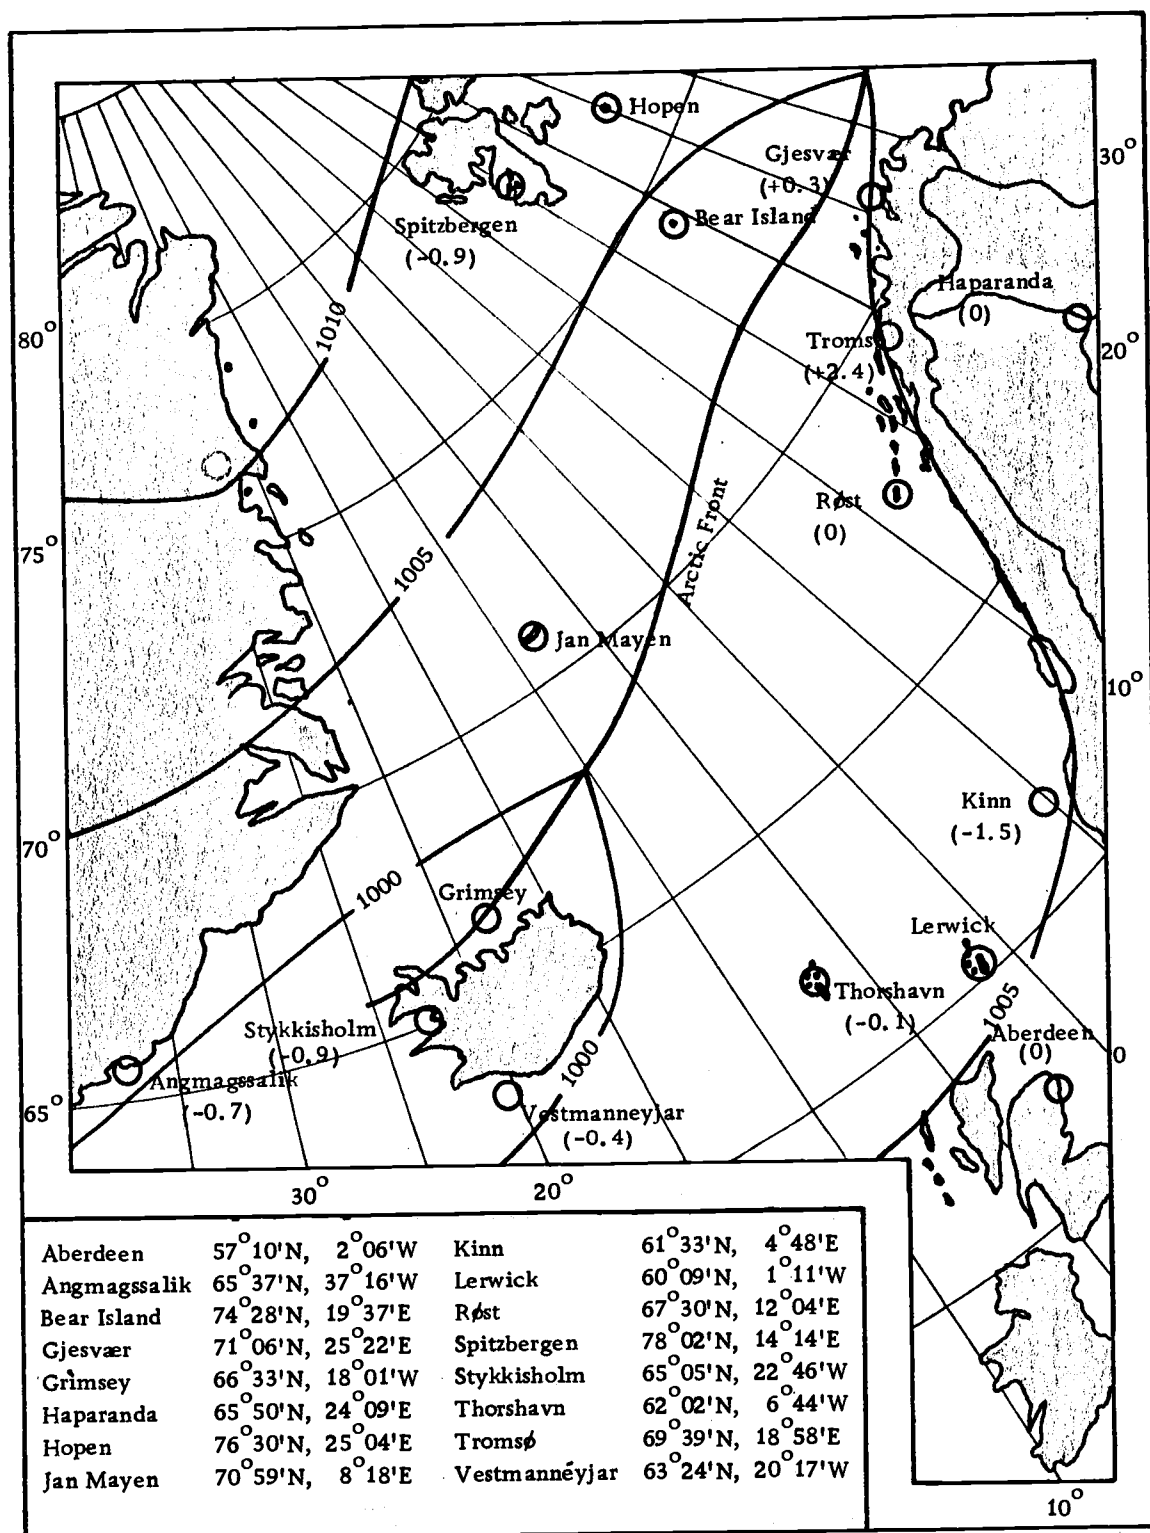 Hopen
Gjesvær
(+0.3)
30°
Spitzbergen
(-0.9)
Bear Island
Haparanda
(0)
1010
80°
Troms
(+2.4)
20°
Arctic Front
Røst
(0)
75°
1005
Jan Mayen
10°
Kinn
(-1.5)
70°
1000
Grimsey
Lerwick
Thorshavn
(-0.1)
1005
Stykkisholm
(-0.9)
Aberdeen
(0)
0
1000
Angmagssalik
(-0.7)
65°
Vestmanneyjar
(-0.4)
30°
20°
Aberdeen 57°10'N, 2°06'W Kinn 61°33'N, 4°48'E
Angmagssalik 65°37'N, 37°16'W Lerwick 60°09'N, 1°11'W
Bear Island 74°28'N, 19°37'E Røst 67°30'N, 12°04'E
Gjesvær 71°06'N, 25°22'E Spitzbergen 78°02'N, 14°14'E
Grimsey 66°33'N, 18°01'W Stykkisholm 65°05'N, 22°46'W
Haparanda 65°50'N, 24°09'E Thorshavn 62°02'N, 6°44'W
Hopen 76°30'N, 25°04'E Tromsø 69°39'N, 18°58'E
Jan Mayen 70°59'N, 8°18'E Vestmannéyjar 63°24'N, 20°17'W
10°